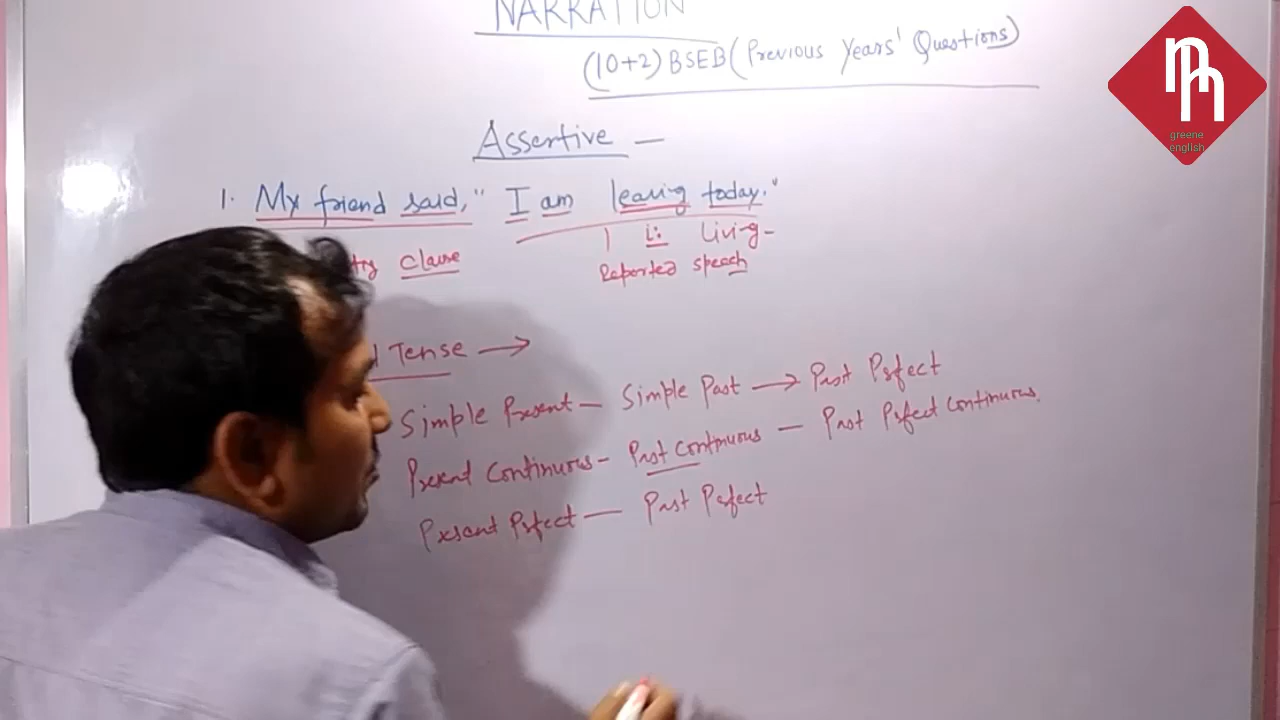 NARRATION
(10+2) BSEB (Previous Years' Questions)
Assertive —
1. My friend said, " I am leaving today."
i: Living-
clause
Reported speech
Tense →
Simple Present — Simple Past → Past Perfect
Present Continuous - Past Continuous — Past Perfect Continuous.
Present Perfect — Past Perfect
greene
english